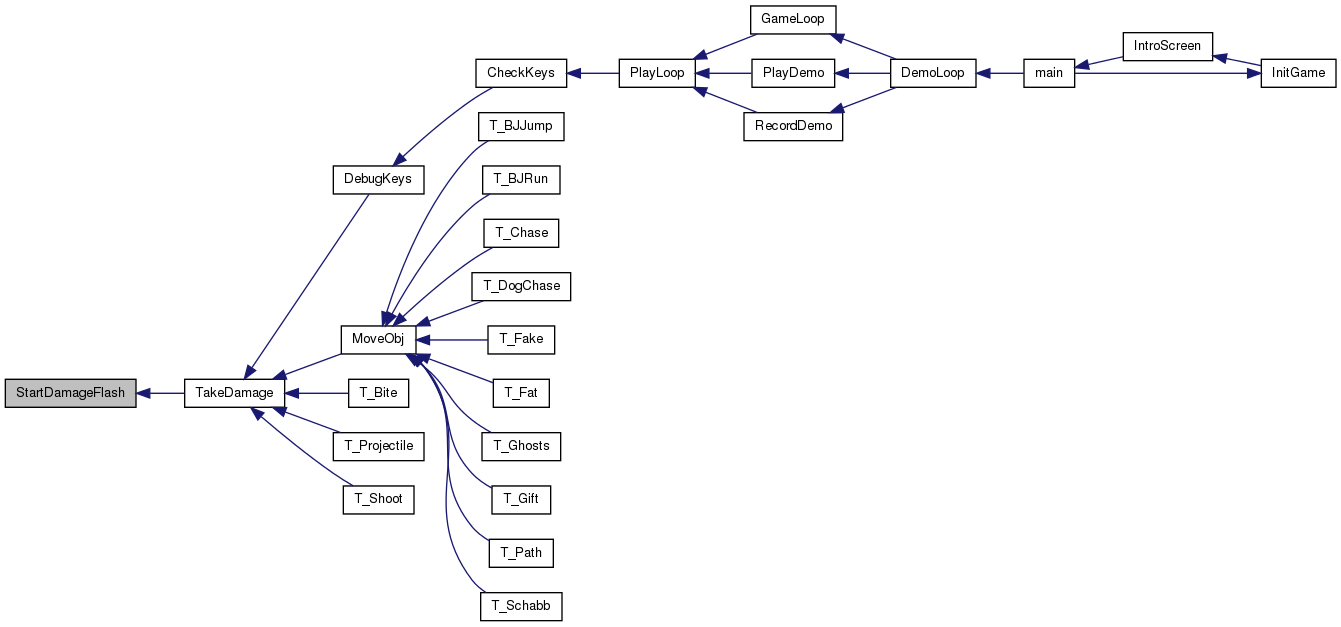 GameLoop
IntroScreen
CheckKeys
PlayLoop
PlayDemo
DemoLoop
main
InitGame
T_BJJump
RecordDemo
DebugKeys
T_BJRun
T_Chase
T_DogChase
MoveObj
T_Fake
StartDamageFlash
TakeDamage
T_Bite
T_Fat
T_Projectile
T_Ghosts
T_Shoot
T_Gift
T_Path
T_Schabb